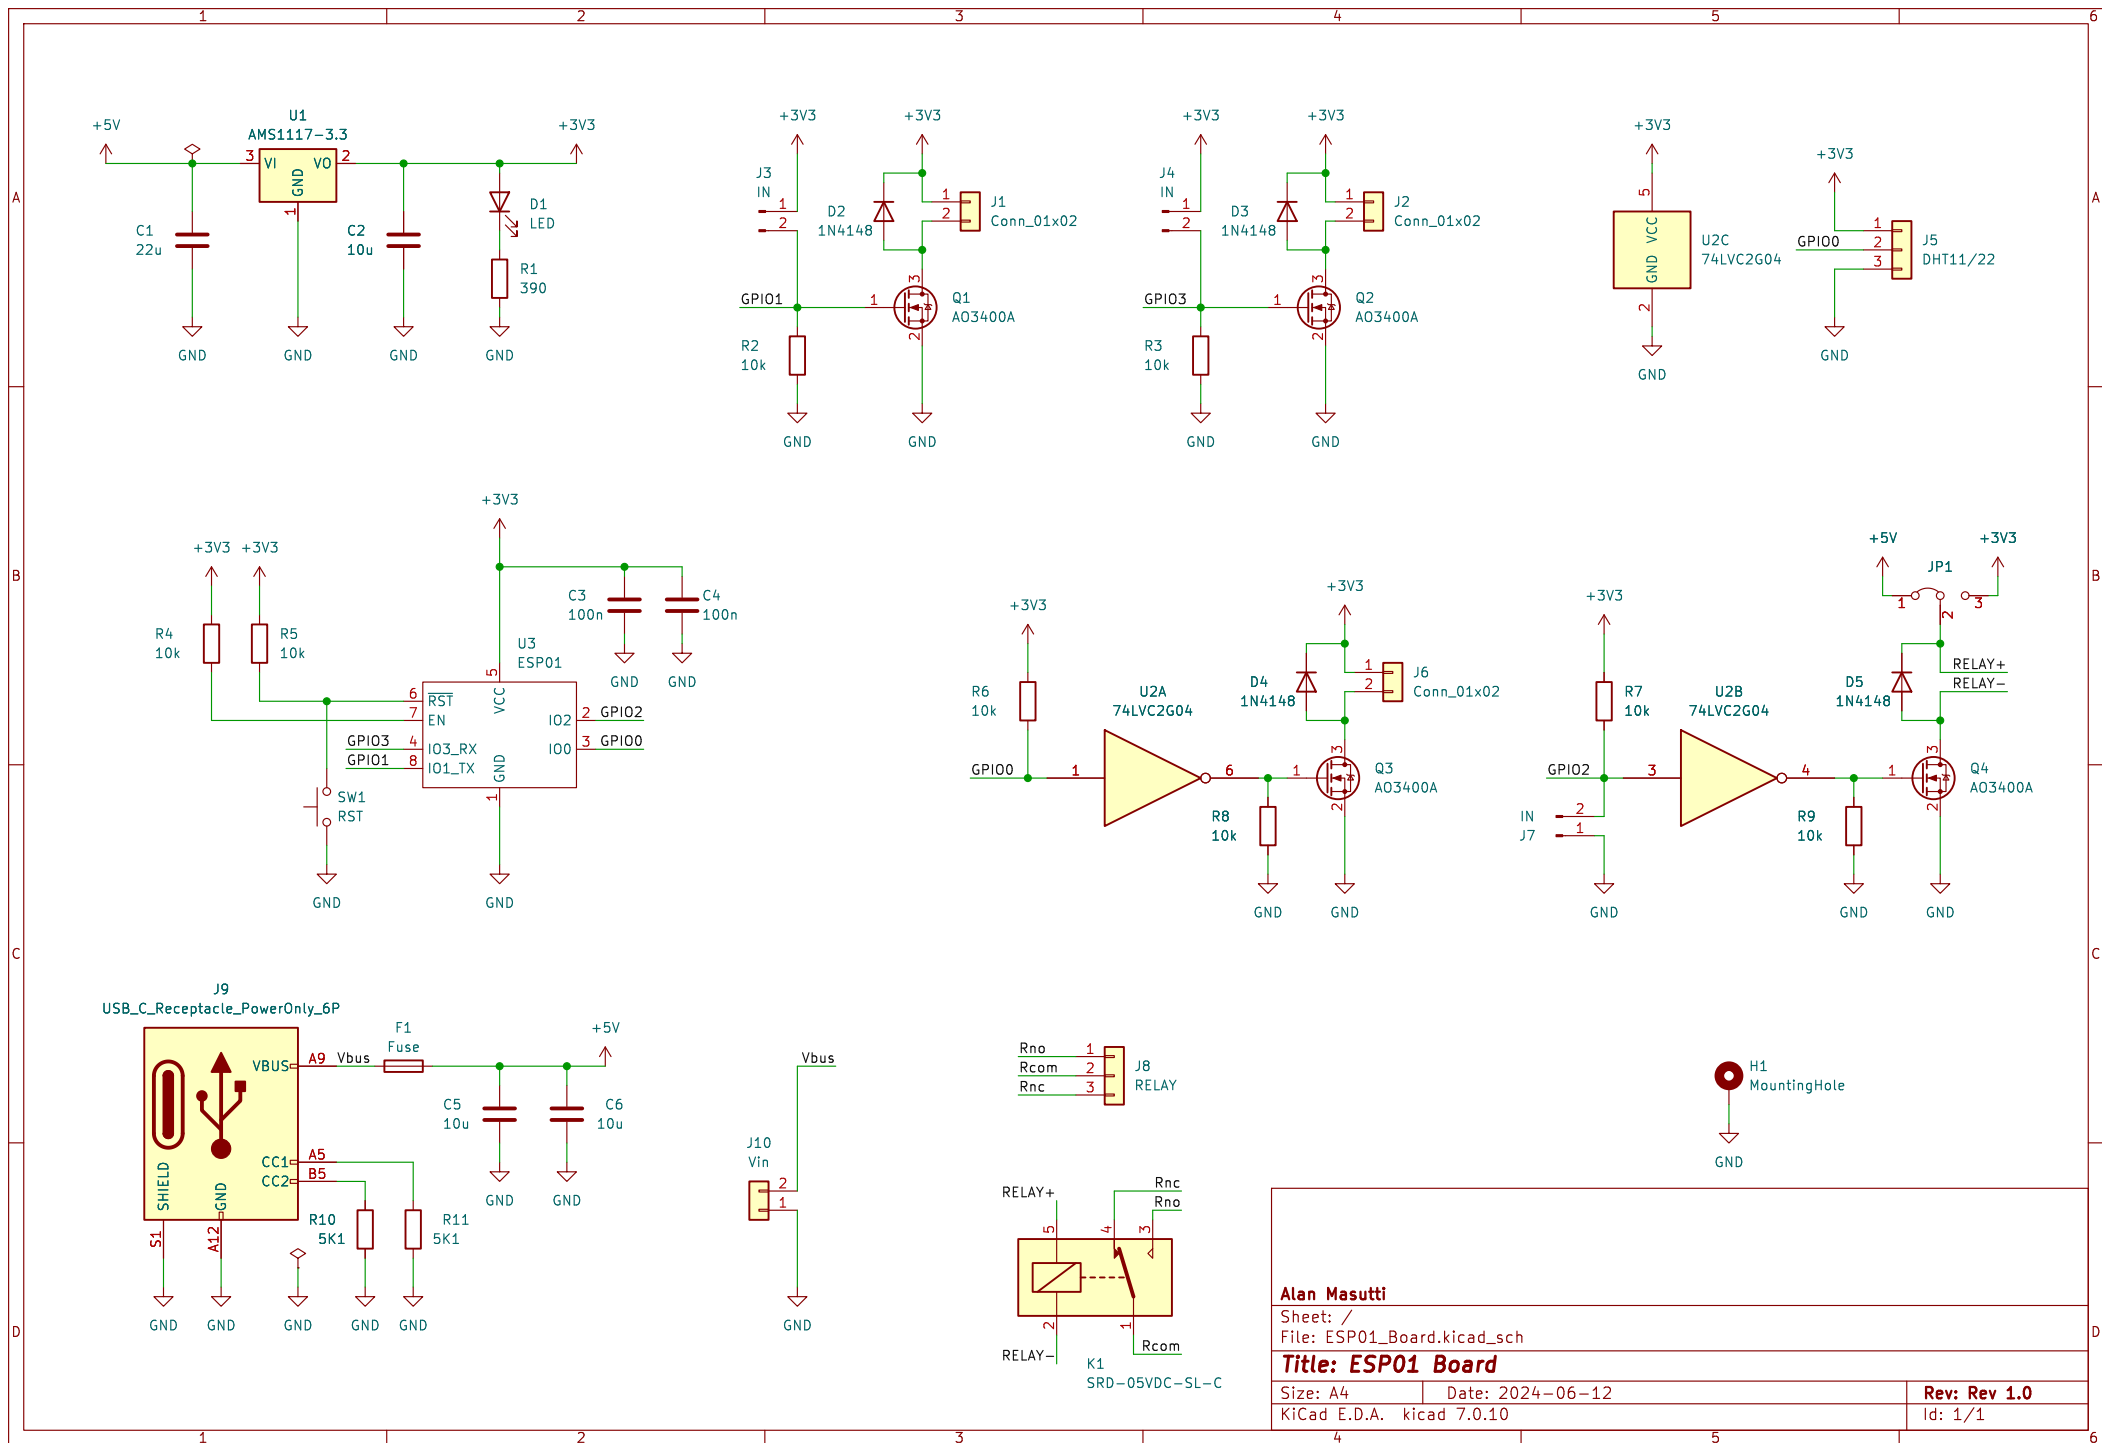 1 2 3 4 5 6
A
B
C
D
A
B
C
D
1 2 3 4 5 6
+5V
U1
AMS1117-3.3
3 VI
VO 2
GND
1
+3V3
C1
22u
C2
10u
D1
LED
R1
390
GND
GND
GND
GND
+3V3
+3V3
J3
IN
1
2
D2
1N4148
1
2
J1
Conn_01x02
GPIO1
1
3
2
Q1
AO3400A
R2
10k
GND
GND
+3V3
+3V3
J4
IN
1
2
D3
1N4148
1
2
J2
Conn_01x02
GPIO3
1
3
2
Q2
AO3400A
R3
10k
GND
GND
+3V3
5
VCC
GND
2
U2C
74LVC2G04
GND
+3V3
GPIO0
1
2
3
J5
DHT11/22
GND
+3V3
+3V3
+3V3
R4
10k
R5
10k
C3
100n
C4
100n
GND
GND
U3
ESP01
5
VCC
6 RST
7 EN
GPIO3 4 IO3_RX
GPIO1 8 IO1_TX
IO2 2 GPIO2
IO0 3 GPIO0
GND
1
SW1
RST
GND
GND
+3V3
R6
10k
GPIO0
1
U2A
74LVC2G04
6
+3V3
D4
1N4148
1
2
J6
Conn_01x02
1
3
2
Q3
AO3400A
R8
10k
GND
GND
+3V3
R7
10k
GPIO2
3
U2B
74LVC2G04
4
IN
J7
2
1
GND
+5V
+3V3
JP1
1
2
3
D5
1N4148
RELAY+
RELAY-
1
3
2
Q4
AO3400A
R9
10k
GND
GND
J9
USB_C_Receptacle_PowerOnly_6P
VBUS A9 Vbus
F1
Fuse
+5V
C5
10u
C6
10u
GND
GND
CC1 A5
CC2 B5
SHIELD
GND
S1
A12
R10
5K1
R11
5K1
GND
GND
GND
GND
GND
Vbus
J10
Vin
2
1
GND
Rno 1
Rcom 2
Rnc 3
J8
RELAY
RELAY+
Rnc
Rno
5
4
3
2
1
RELAY-
Rcom
K1
SRD-05VDC-SL-C
H1
MountingHole
GND
Alan Masutti
Sheet: /
File: ESP01_Board.kicad_sch
Title: ESP01 Board
Size: A4 Date: 2024-06-12 Rev: Rev 1.0
KiCad E.D.A. kicad 7.0.10 Id: 1/1